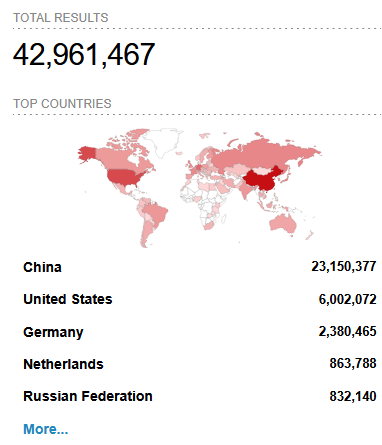 TOTAL RESULTS
42,961,467
TOP COUNTRIES
China 23,150,377
United States 6,002,072
Germany 2,380,465
Netherlands 863,788
Russian Federation 832,140
More...